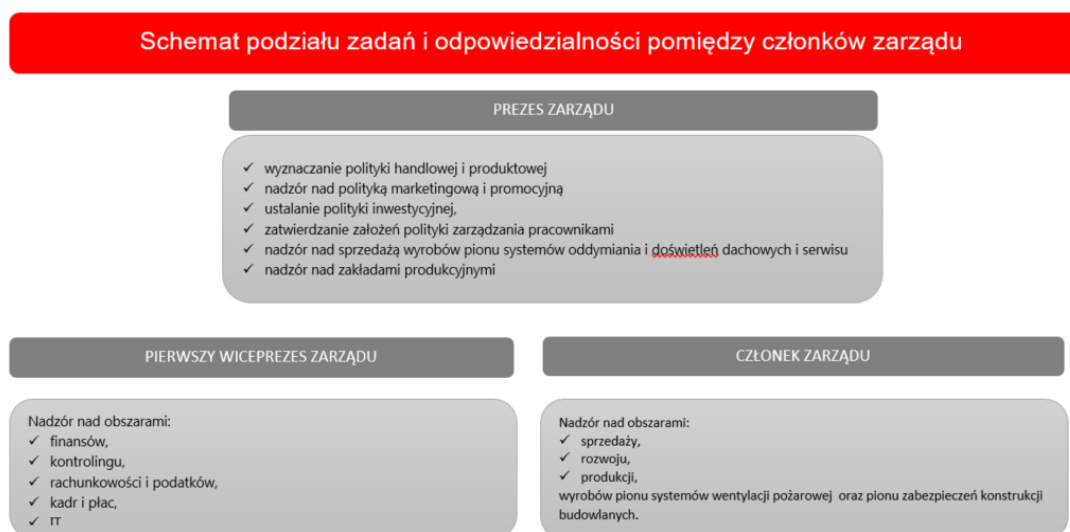 Schemat podziału zadań i odpowiedzialności pomiędzy członków zarządu
PREZES ZARZĄDU
✓ wyznaczanie polityki handlowej i produktowej
✓ nadzór nad polityką marketingową i promocyjną
✓ ustalanie polityki inwestycyjnej,
✓ zatwierdzanie założeń polityki zarządzania pracownikami
✓ nadzór nad sprzedażą wyrobów pionu systemów oddymiania i doświetleń dachowych i serwisu
✓ nadzór nad zakładami produkcyjnymi
PIERWSZY WICEPREZES ZARZĄDU
Nadzór nad obszarami:
✓ finansów,
✓ kontrolingu,
✓ rachunkowości i podatków,
✓ kadr i płac,
✓ IT
CZŁONEK ZARZĄDU
Nadzór nad obszarami:
✓ sprzedaży,
✓ rozwoju,
✓ produkcji,
wyrobów pionu systemów wentylacji pożarowej oraz pionu zabezpieczeń konstrukcji
budowlanych.